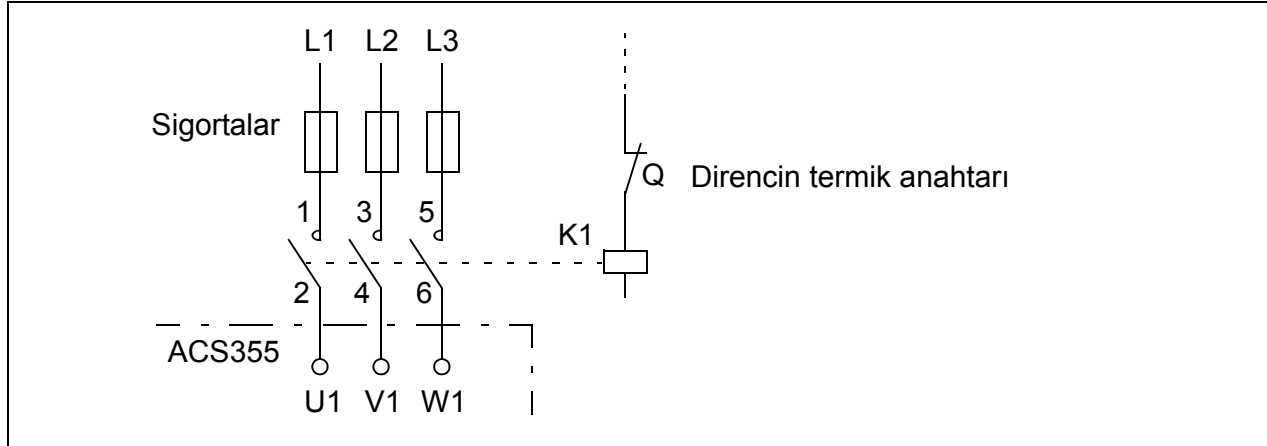 L1 L2 L3
Sigortalar
Q Direncin termik anahtarı
1 3 5
K1
2 4 6
ACS355
U1 V1 W1